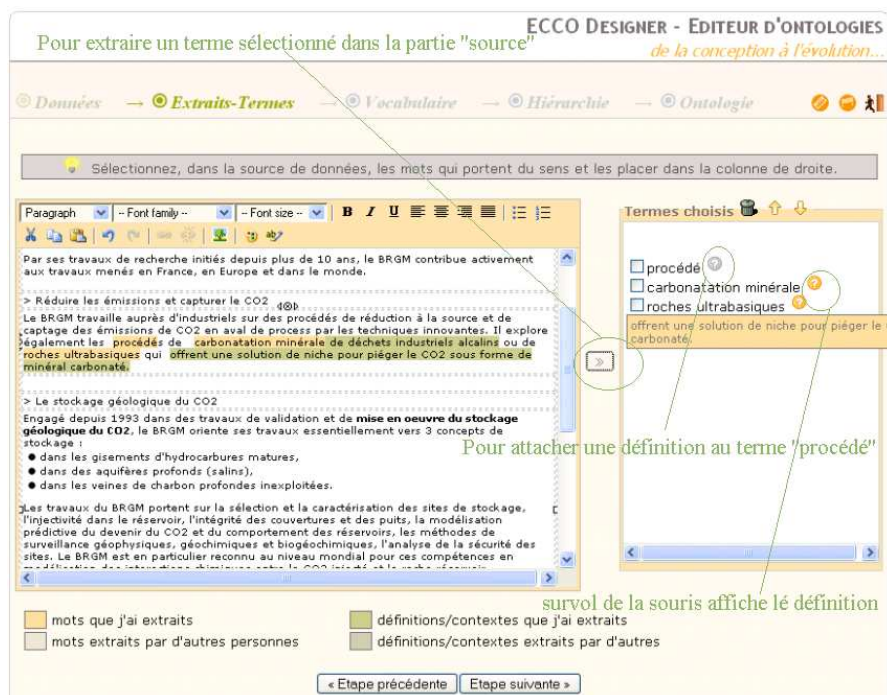 ECCO DESIGNER - EDITEUR D'ONTOLOGIES
Pour extraire un terme sélectionné dans la partie "source"
de la conception à l'évolution...
Données → Extraits-Termes → Vocabulaire → Hiérarchie → Ontologie
Sélectionnez, dans la source de données, les mots qui portent du sens et les placer dans la colonne de droite.
Paragraph -- Font family -- -- Font size -- B I U
Par ses travaux de recherche initiés depuis plus de 10 ans, le BRGM contribue activement
aux travaux menés en France, en Europe et dans le monde.
> Réduire les émissions et capturer le CO2
Le BRGM travaille auprès d'industriels sur des procédés de réduction à la source et de
captage des émissions de CO2 en aval de process par les techniques innovantes. Il explore
également les procédés de carbonatation minérale de déchets industriels alcalins ou de
roches ultrabasiques qui offrent une solution de niche pour piéger le CO2 sous forme de
minéral carbonaté.
> Le stockage géologique du CO2
Engagé depuis 1993 dans des travaux de validation et de mise en oeuvre du stockage
géologique du CO2, le BRGM oriente ses travaux essentiellement vers 3 concepts de
stockage :
● dans les gisements d'hydrocarbures matures,
● dans des aquifères profonds (salins),
● dans les veines de charbon profondes inexploitées.
Les travaux du BRGM portent sur la sélection et la caractérisation des sites de stockage,
l'injectivité dans le réservoir, l'intégrité des couvertures et des puits, la modélisation
prédictive du devenir du CO2 et du comportement des réservoirs, les méthodes de
surveillance géophysiques, géochimiques et biogéochimiques, l'analyse de la sécurité des
sites. Le BRGM est en particulier reconnu au niveau mondial pour ces compétences en
modélisation des interactions chimiques entre le CO2 injecté et la roche réservoir
»
Termes choisis
procédé
carbonatation minérale
roches ultrabasiques
offrent une solution de niche pour piéger le
carbonaté.
Pour attacher une définition au terme "procédé"
survol de la souris affiche lé définition
mots que j'ai extraits
définitions/contextes que j'ai extraits
mots extraits par d'autres personnes
définitions/contextes extraits par d'autres
« Etape précédente
Etape suivante »